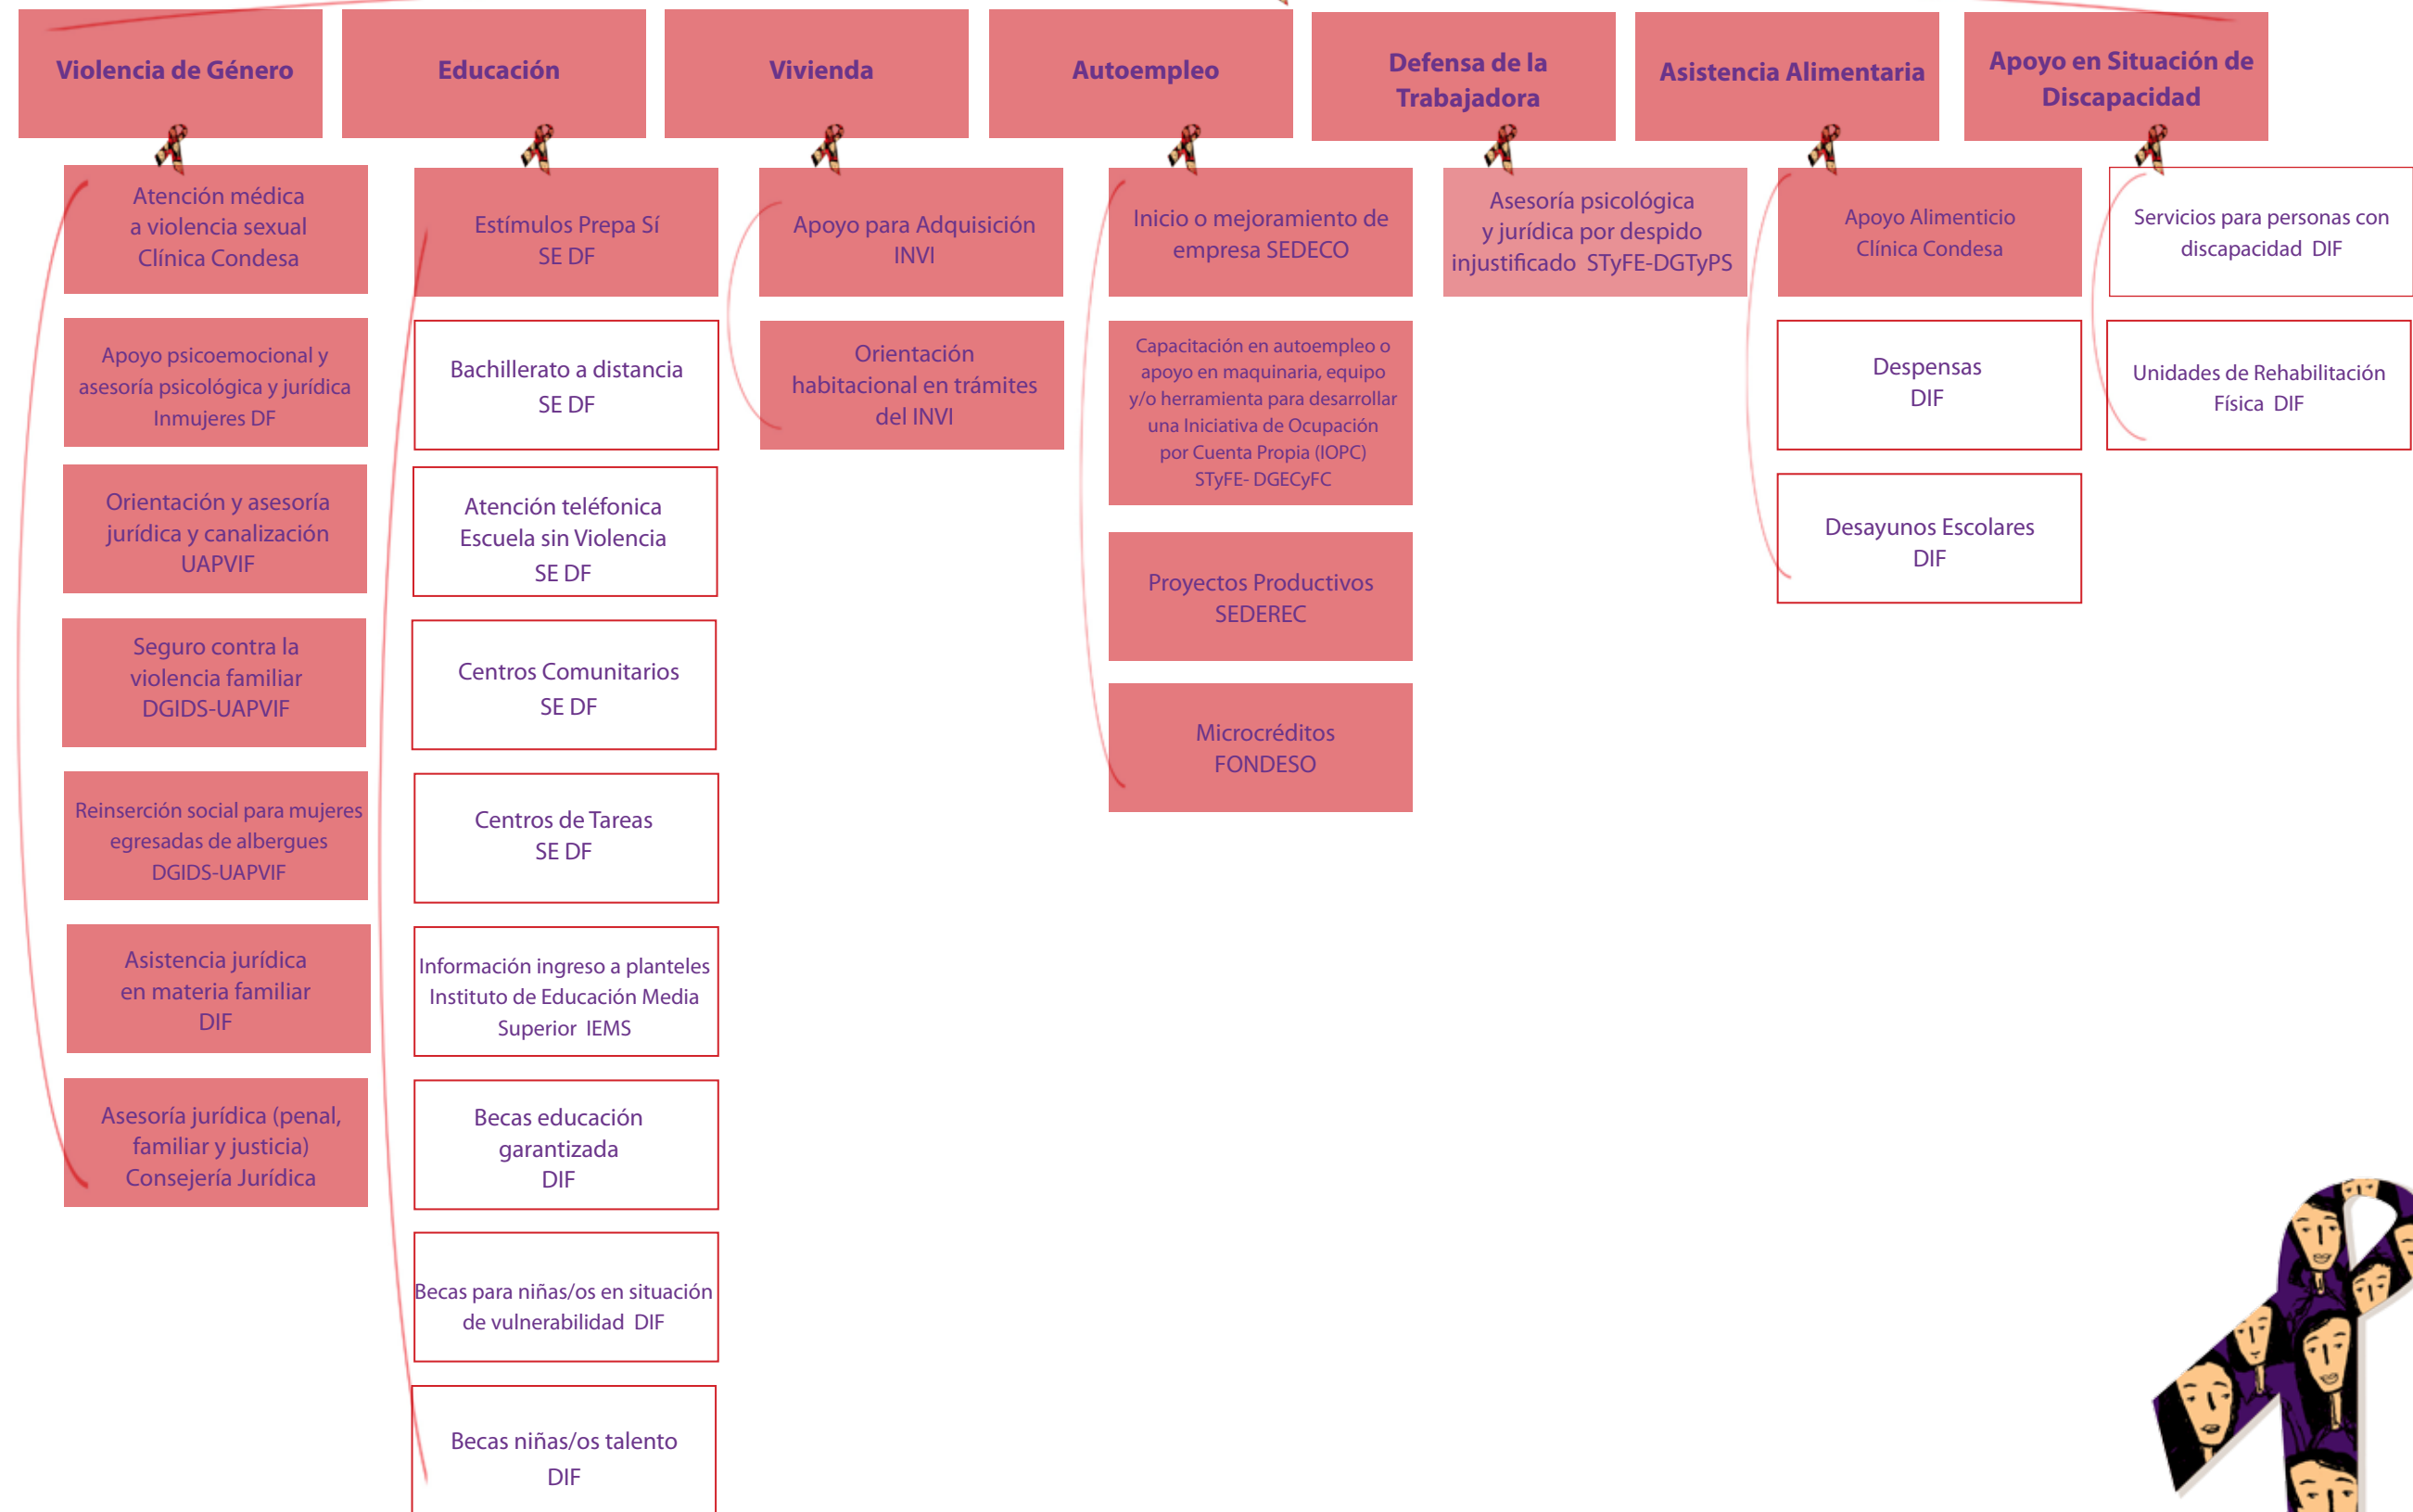 Violencia de Género
Educación
Vivienda
Autoempleo
Defensa de la
Trabajadora
Asistencia Alimentaria
Apoyo en Situación de
Discapacidad
Atención médica
a violencia sexual
Clínica Condesa
Apoyo psicoemocional y
asesoría psicológica y jurídica
Inmujeres DF
Orientación y asesoría
jurídica y canalización
UAPVIF
Seguro contra la
violencia familiar
DGIDS-UAPVIF
Reinserción social para mujeres
egresadas de albergues
DGIDS-UAPVIF
Asistencia jurídica
en materia familiar
DIF
Asesoría jurídica (penal,
familiar y justicia)
Consejería Jurídica
Estímulos Prepa Sí
SE DF
Bachillerato a distancia
SE DF
Atención teléfonica
Escuela sin Violencia
SE DF
Centros Comunitarios
SE DF
Centros de Tareas
SE DF
Información ingreso a planteles
Instituto de Educación Media
Superior IEMS
Becas educación
garantizada
DIF
Becas para niñas/os en situación
de vulnerabilidad DIF
Becas niñas/os talento
DIF
Apoyo para Adquisición
INVI
Orientación
habitacional en trámites
del INVI
Inicio o mejoramiento de
empresa SEDECO
Capacitación en autoempleo o
apoyo en maquinaria, equipo
y/o herramienta para desarrollar
una Iniciativa de Ocupación
por Cuenta Propia (IOPC)
STyFE- DGECyFC
Proyectos Productivos
SEDEREC
Microcréditos
FONDESO
Asesoría psicológica
y jurídica por despido
injustificado STyFE-DGTyPS
Apoyo Alimenticio
Clínica Condesa
Despensas
DIF
Desayunos Escolares
DIF
Servicios para personas con
discapacidad DIF
Unidades de Rehabilitación
Física DIF